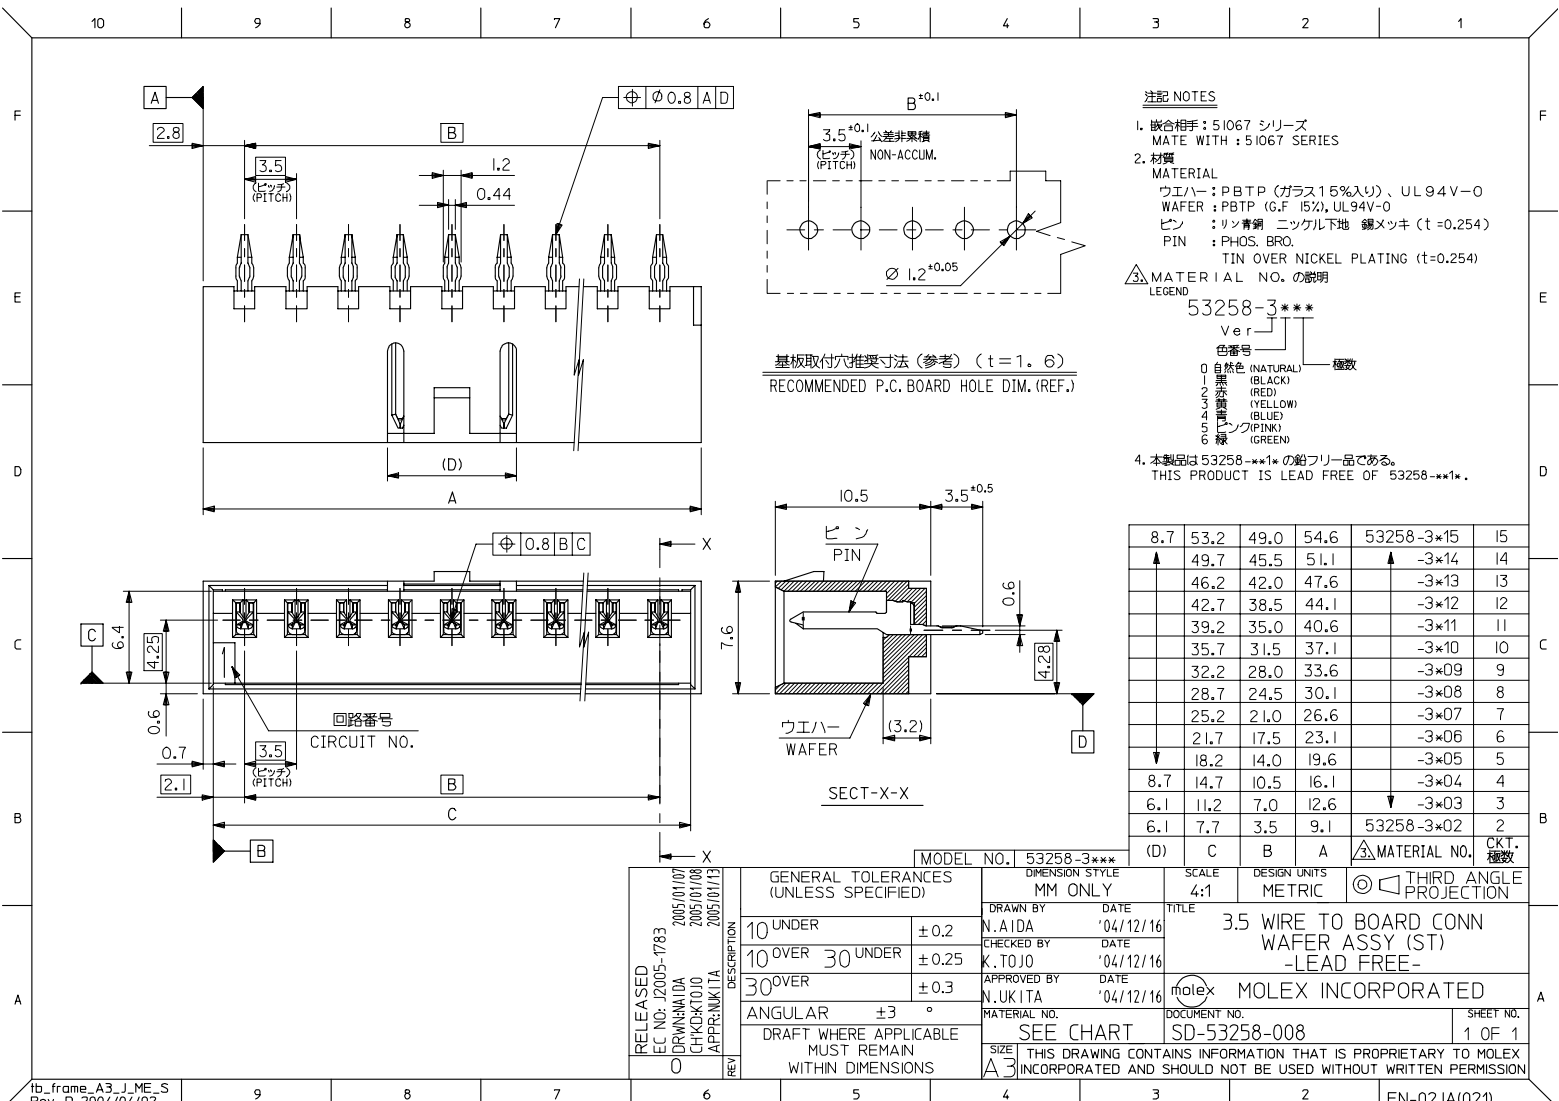 10 9 8 7 6 5 4 3 2 1
F
E
D
C
B
A
F
E
D
C
B
A
A
2.8
B
3.5
(ピッチ)
(PITCH)
1.2
0.44
⌖ Ø0.8 A D
(D)
A
B±0.1
3.5±0.1 公差非累積
(ピッチ)
(PITCH)
NON-ACCUM.
Ø 1.2±0.05
基板取付穴推奨寸法（参考）（t＝1。6）
RECOMMENDED P.C.BOARD HOLE DIM.(REF.)
注記 NOTES
1. 嵌合相手：51067 シリーズ
MATE WITH : 51067 SERIES
2. 材質
MATERIAL
ウエハー：PBTP（ガラス15%入り）、UL94V-0
WAFER : PBTP (G.F 15%), UL94V-0
ピン ：リン青銅 ニッケル下地 錫メッキ（t =0.254）
PIN : PHOS. BRO.
TIN OVER NICKEL PLATING (t=0.254)
3. MATERIAL NO. の説明
LEGEND
53258-3***
Ver
色番号
極数
0 自然色 (NATURAL)
1 黒 (BLACK)
2 赤 (RED)
3 黄 (YELLOW)
4 青 (BLUE)
5 ピンク(PINK)
6 緑 (GREEN)
4. 本製品は 53258-**1* の鉛フリー品である。
THIS PRODUCT IS LEAD FREE OF 53258-**1*.
⌖ 0.8 B C
X
C
6.4
4.25
0.6
0.7
2.1
3.5
(ピッチ)
(PITCH)
1
回路番号
CIRCUIT NO.
B
C
B
X
10.5
3.5±0.5
ピン
PIN
7.6
0.6
4.28
(3.2)
ウエハー
WAFER
D
SECT-X-X
8.7 53.2 49.0 54.6 53258-3*15 15
49.7 45.5 51.1 -3*14 14
46.2 42.0 47.6 -3*13 13
42.7 38.5 44.1 -3*12 12
39.2 35.0 40.6 -3*11 11
35.7 31.5 37.1 -3*10 10
32.2 28.0 33.6 -3*09 9
28.7 24.5 30.1 -3*08 8
25.2 21.0 26.6 -3*07 7
21.7 17.5 23.1 -3*06 6
18.2 14.0 19.6 -3*05 5
8.7 14.7 10.5 16.1 -3*04 4
6.1 11.2 7.0 12.6 -3*03 3
6.1 7.7 3.5 9.1 53258-3*02 2
(D) C B A 3. MATERIAL NO. CKT. 極数
MODEL NO. 53258-3***
RELEASED
EC NO: J2005-1783
DRWN:NAIDA 2005/01/07
CH'KD:KTOJO 2005/01/08
APPR:NUKITA 2005/01/13
0
DESCRIPTION
REV
GENERAL TOLERANCES
(UNLESS SPECIFIED)
10 UNDER ±0.2
10 OVER 30 UNDER ±0.25
30 OVER ±0.3
ANGULAR ±3 °
DRAFT WHERE APPLICABLE
MUST REMAIN
WITHIN DIMENSIONS
DIMENSION STYLE
MM ONLY
SCALE
4:1
DESIGN UNITS
METRIC
THIRD ANGLE
PROJECTION
DRAWN BY DATE
N.AIDA '04/12/16
CHECKED BY DATE
K.TOJO '04/12/16
APPROVED BY DATE
N.UKITA '04/12/16
TITLE
3.5 WIRE TO BOARD CONN
WAFER ASSY (ST)
-LEAD FREE-
molex MOLEX INCORPORATED
MATERIAL NO.
SEE CHART
DOCUMENT NO.
SD-53258-008
SHEET NO.
1 OF 1
SIZE
A3
THIS DRAWING CONTAINS INFORMATION THAT IS PROPRIETARY TO MOLEX
INCORPORATED AND SHOULD NOT BE USED WITHOUT WRITTEN PERMISSION
tb_frame_A3_J_ME_S
9 8 7 6 5 4 3 2
EN-02JA(021)